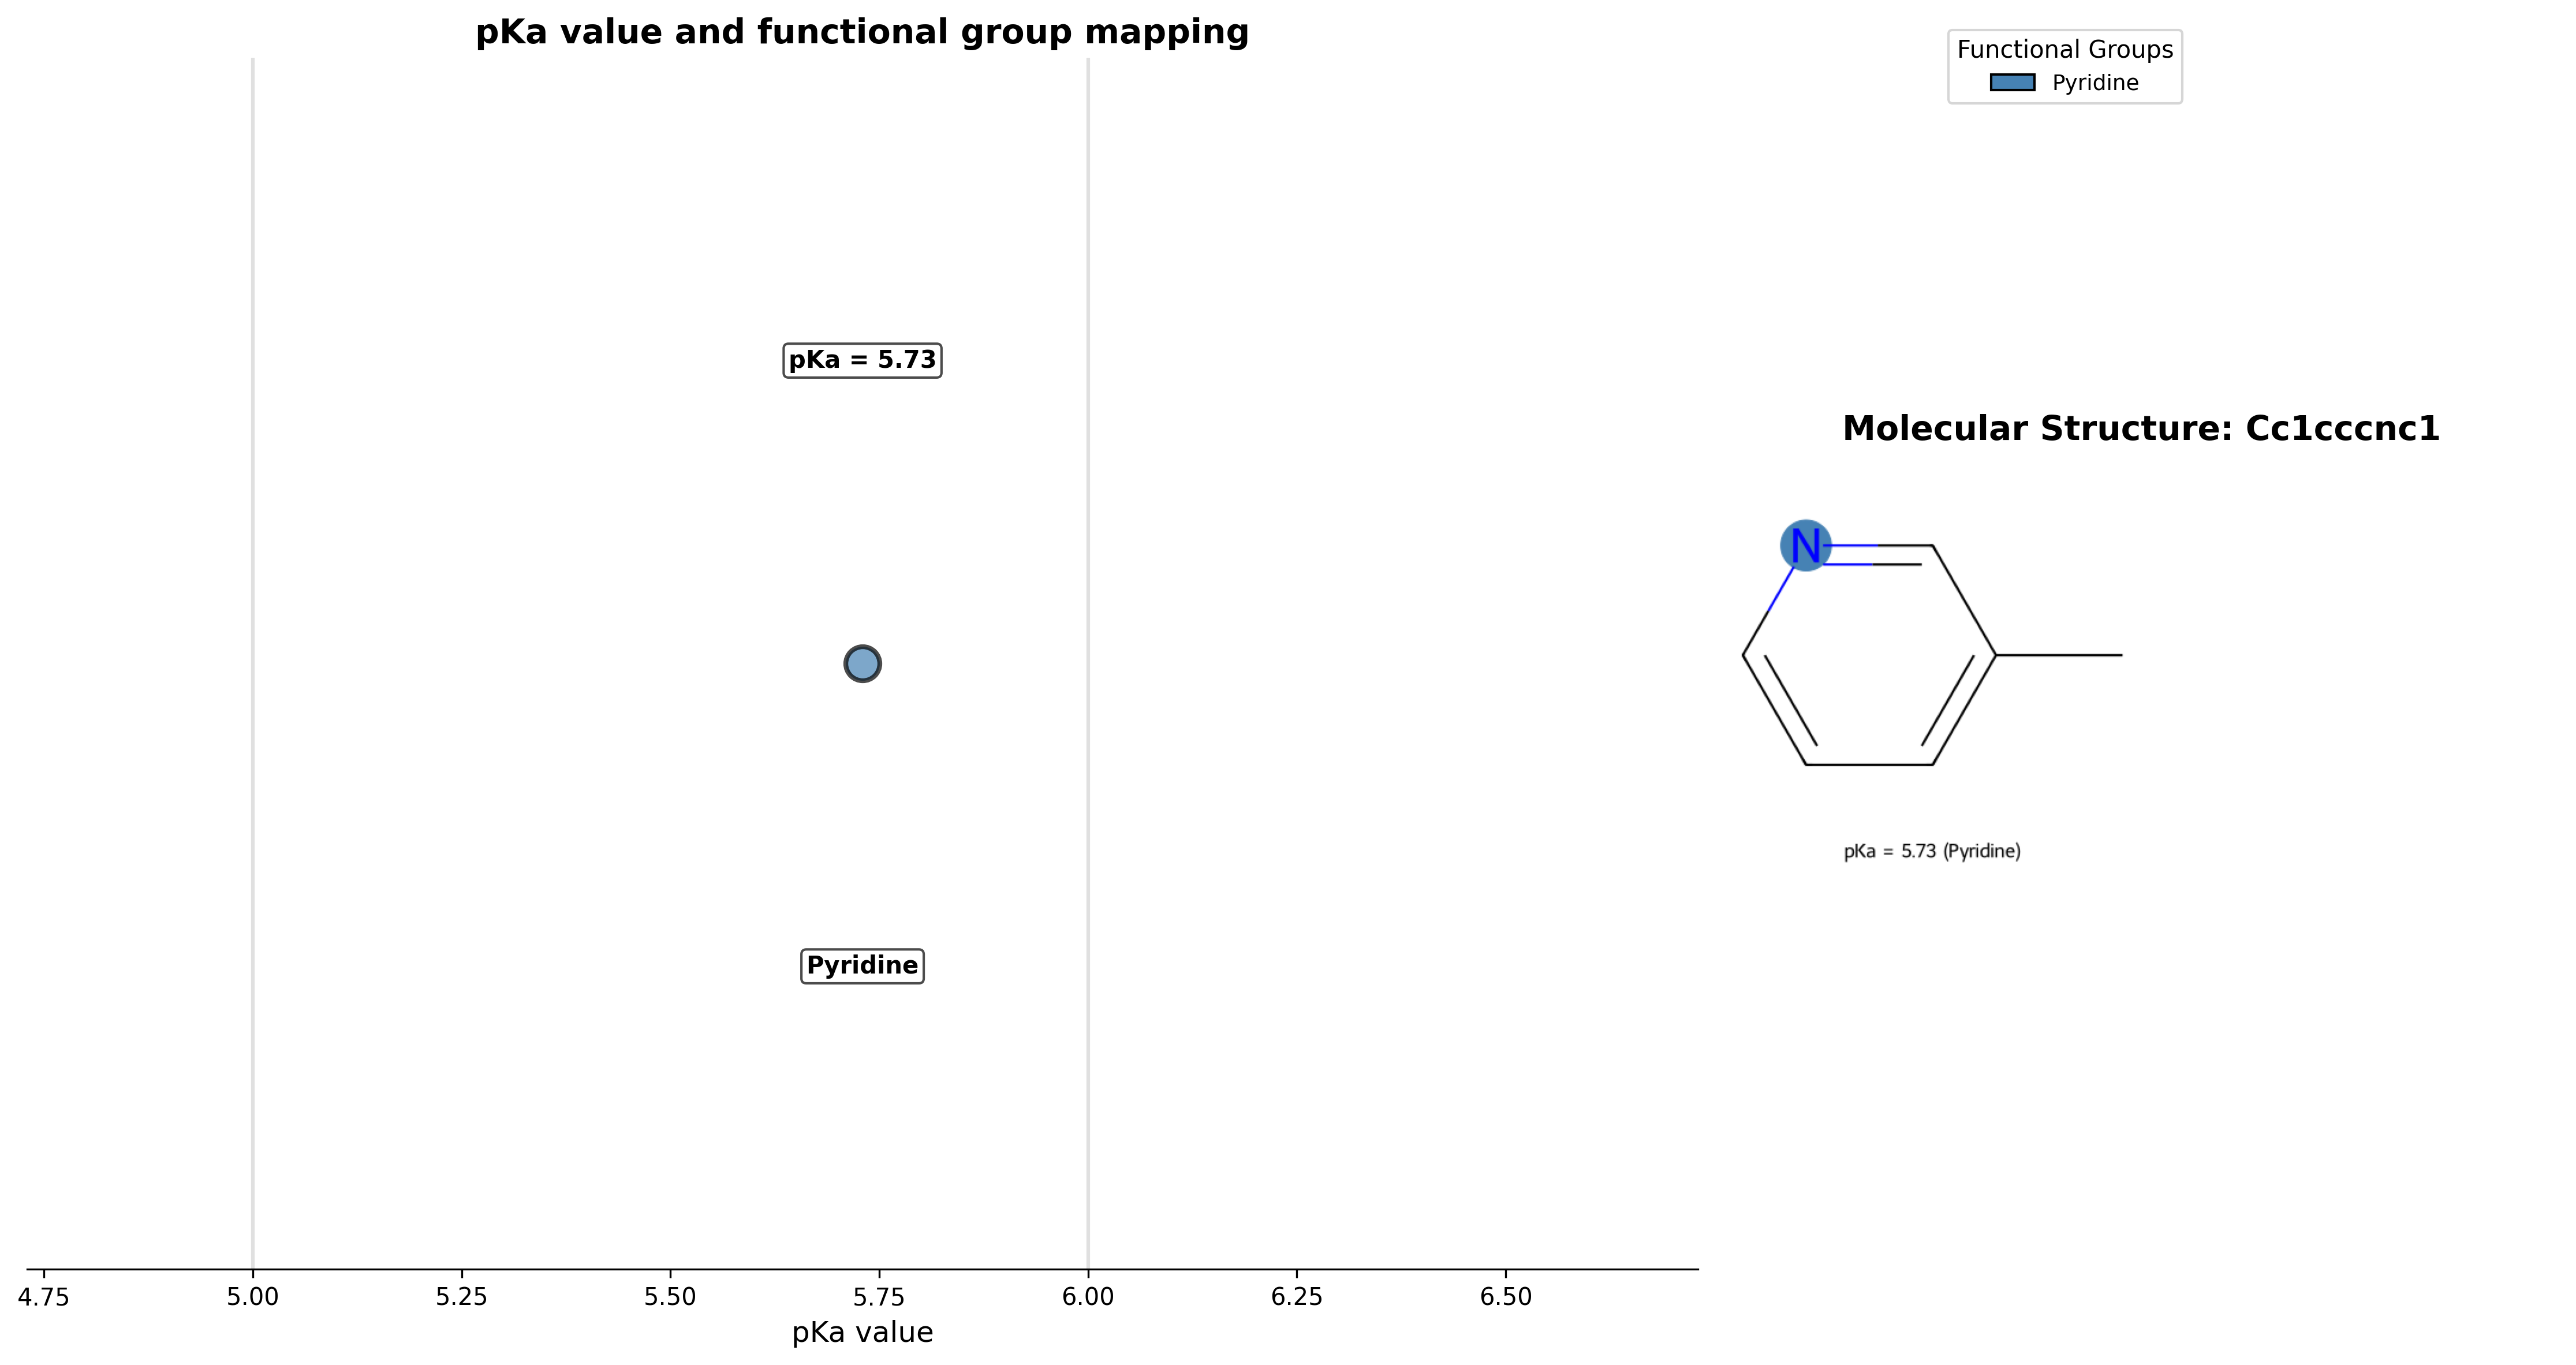 pKa value and functional group mapping
pKa = 5.73
Pyridine
4.75 5.00 5.25 5.50 5.75 6.00 6.25 6.50
pKa value
Functional Groups
Pyridine
Molecular Structure: Cc1cccnc1
N
pKa = 5.73 (Pyridine)